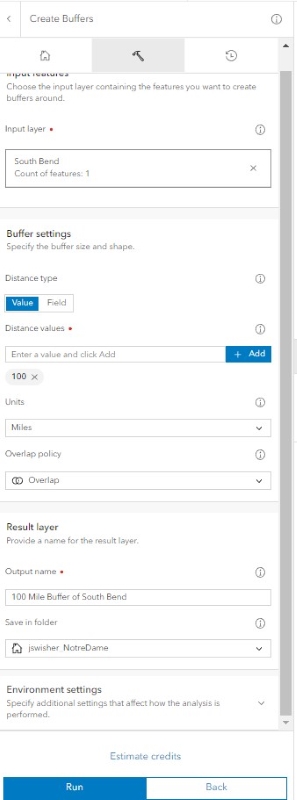 Create Buffers
Input features
Choose the input layer containing the features you want to create
buffers around.
Input layer •
South Bend
Count of features: 1
Buffer settings
Specify the buffer size and shape.
Distance type
Value Field
Distance values •
Enter a value and click Add
+ Add
100 ×
Units
Miles
Overlap policy
Overlap
Result layer
Provide a name for the result layer.
Output name •
100 Mile Buffer of South Bend
Save in folder
jswisher_NotreDame
Environment settings
Specify additional settings that affect how the analysis is
performed.
Estimate credits
Run Back